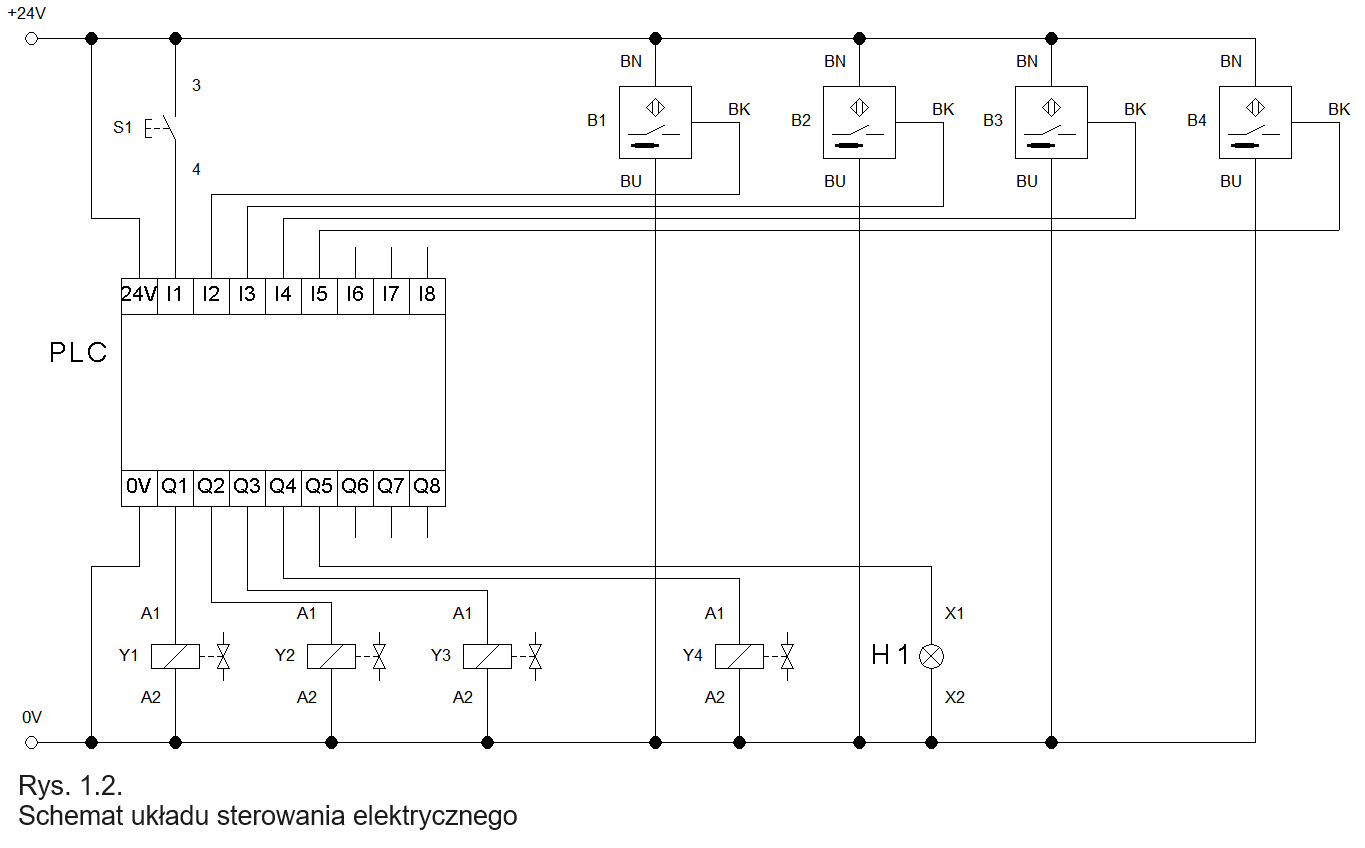 +24V
BN BN BN BN
3
BK BK BK BK
S1 B1 B2 B3 B4
4
BU BU BU BU
24V I1 I2 I3 I4 I5 I6 I7 I8
PLC
0V Q1 Q2 Q3 Q4 Q5 Q6 Q7 Q8
A1 A1 A1 A1 X1
Y1 Y2 Y3 Y4 H1
A2 A2 A2 A2 X2
0V
Rys. 1.2.
Schemat układu sterowania elektrycznego